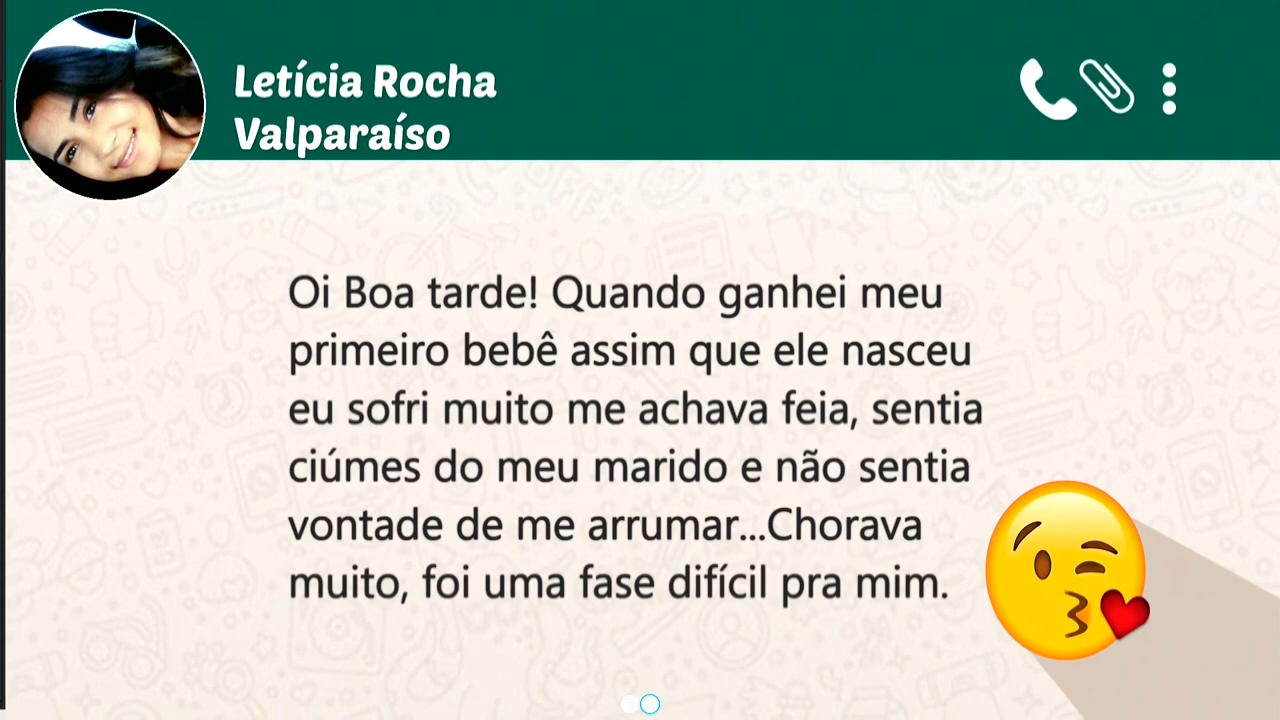 Letícia Rocha
Valparaíso
Oi Boa tarde! Quando ganhei meu
primeiro bebê assim que ele nasceu
eu sofri muito me achava feia, sentia
ciúmes do meu marido e não sentia
vontade de me arrumar...Chorava
muito, foi uma fase difícil pra mim.